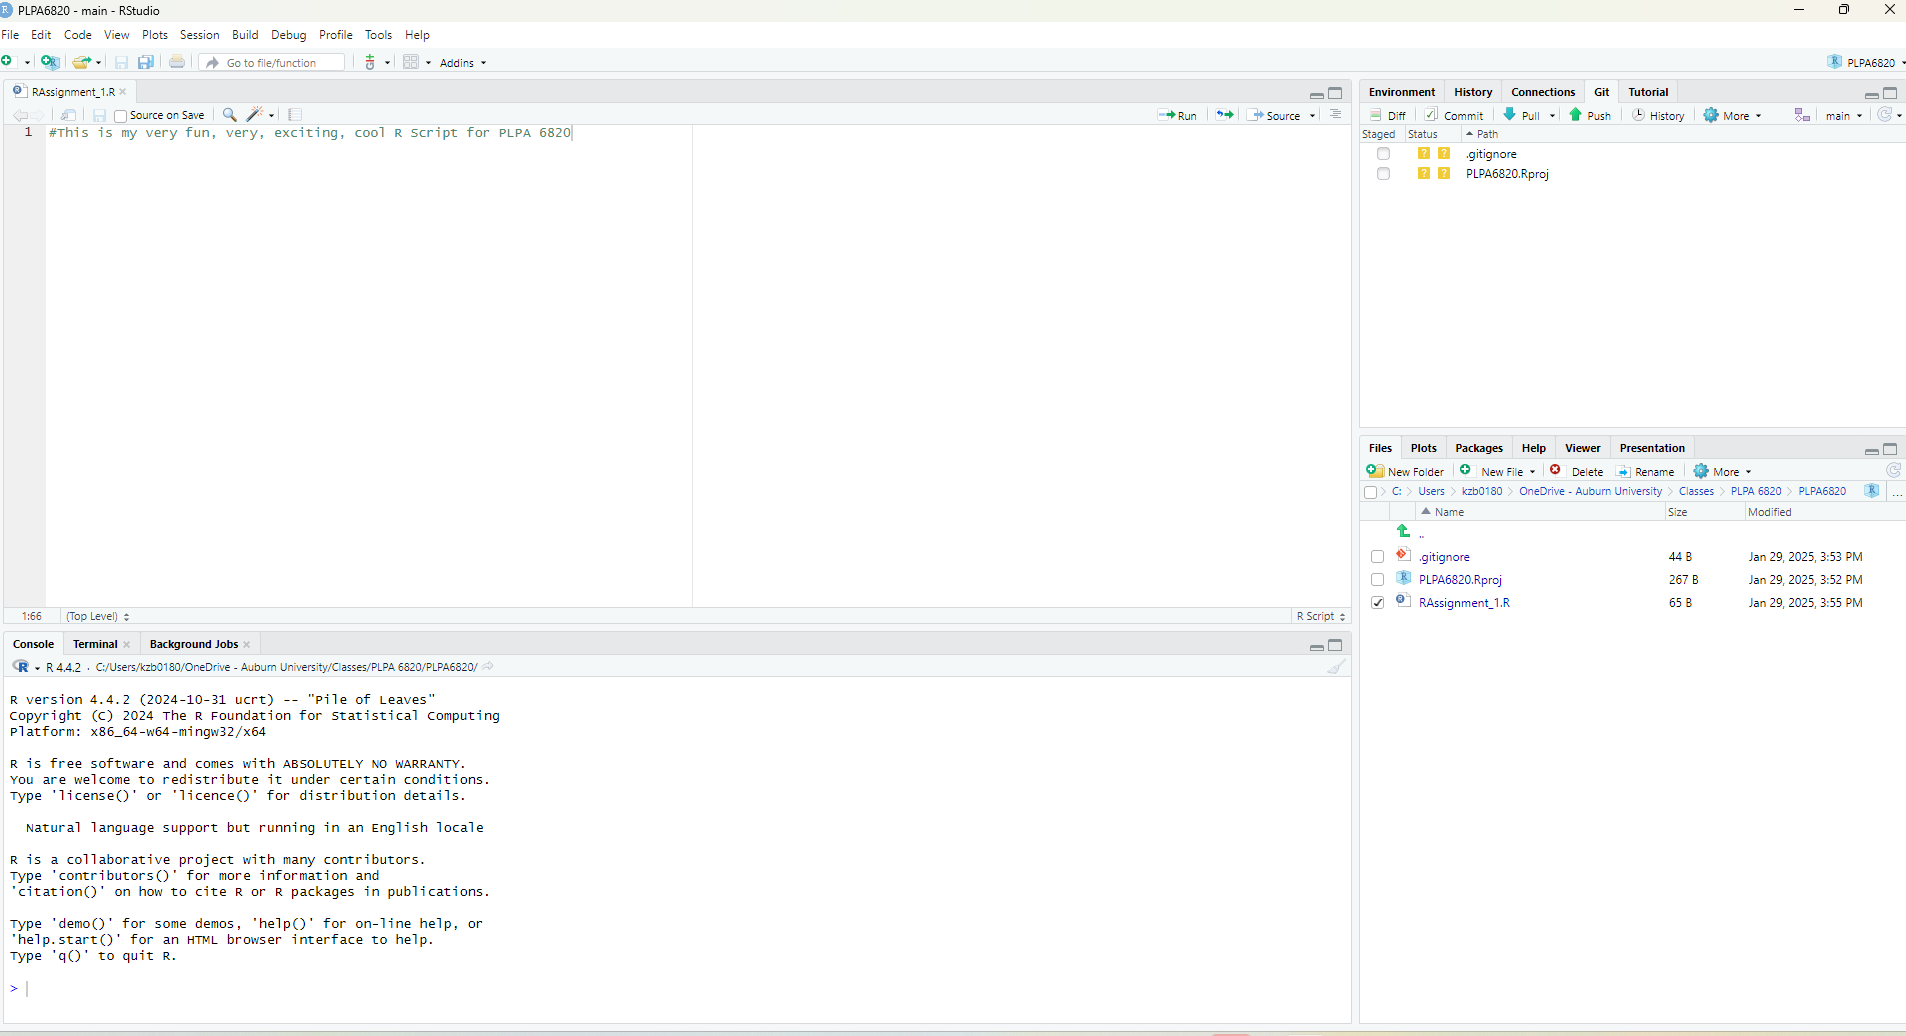 PLPA6820 - main - RStudio
File Edit Code View Plots Session Build Debug Profile Tools Help
Go to file/function Addins PLPA6820
RAssignment_1.R
Source on Save Run Source
1 #This is my very fun, very, exciting, cool R Script for PLPA 6820
1:66 (Top Level) R Script
Console Terminal Background Jobs
R 4.4.2 · C:/Users/kzb0180/OneDrive - Auburn University/Classes/PLPA 6820/PLPA6820/
R version 4.4.2 (2024-10-31 ucrt) -- "Pile of Leaves"
Copyright (C) 2024 The R Foundation for Statistical Computing
Platform: x86_64-w64-mingw32/x64
R is free software and comes with ABSOLUTELY NO WARRANTY.
You are welcome to redistribute it under certain conditions.
Type 'license()' or 'licence()' for distribution details.
Natural language support but running in an English locale
R is a collaborative project with many contributors.
Type 'contributors()' for more information and
'citation()' on how to cite R or R packages in publications.
Type 'demo()' for some demos, 'help()' for on-line help, or
'help.start()' for an HTML browser interface to help.
Type 'q()' to quit R.
>
Environment History Connections Git Tutorial
Diff Commit Pull Push History More main
Staged Status Path
? ? .gitignore
? ? PLPA6820.Rproj
Files Plots Packages Help Viewer Presentation
New Folder New File Delete Rename More
C: Users kzb0180 OneDrive - Auburn University Classes PLPA 6820 PLPA6820 ...
Name Size Modified
..
.gitignore 44 B Jan 29, 2025, 3:53 PM
PLPA6820.Rproj 267 B Jan 29, 2025, 3:52 PM
RAssignment_1.R 65 B Jan 29, 2025, 3:55 PM